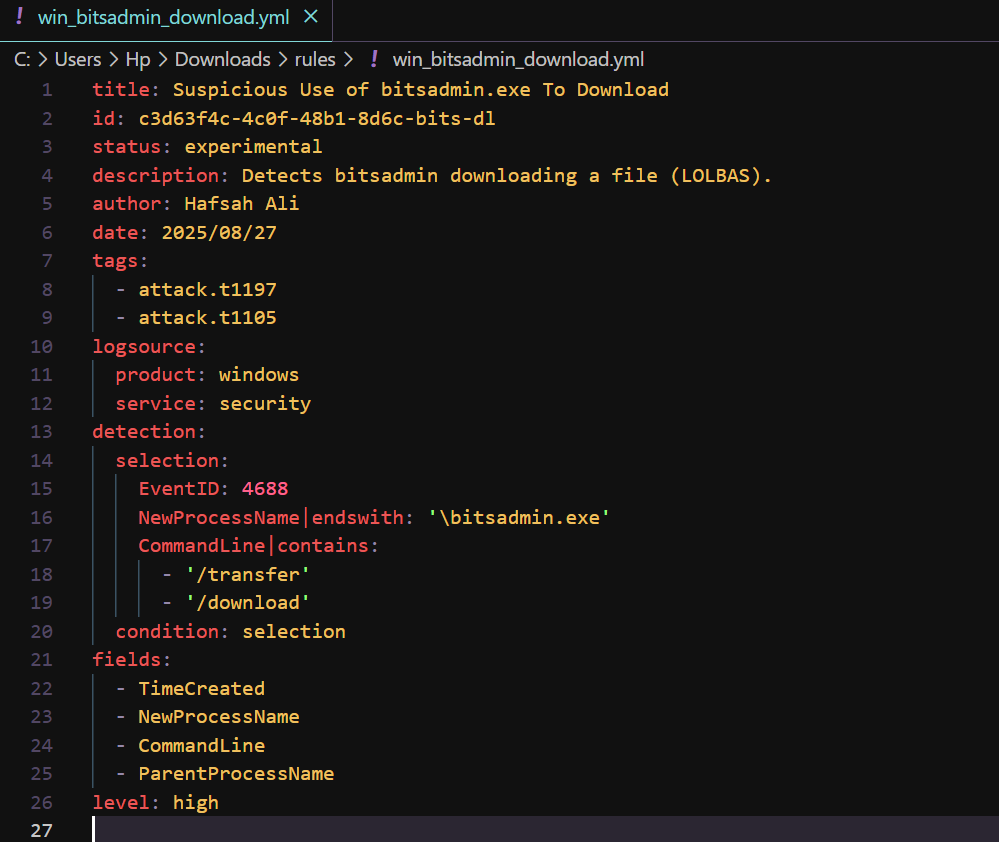 ! win_bitsadmin_download.yml ×
C: > Users > Hp > Downloads > rules > ! win_bitsadmin_download.yml
1 title: Suspicious Use of bitsadmin.exe To Download
2 id: c3d63f4c-4c0f-48b1-8d6c-bits-dl
3 status: experimental
4 description: Detects bitsadmin downloading a file (LOLBAS).
5 author: Hafsah Ali
6 date: 2025/08/27
7 tags:
8   - attack.t1197
9   - attack.t1105
10 logsource:
11   product: windows
12   service: security
13 detection:
14   selection:
15     EventID: 4688
16     NewProcessName|endswith: '\bitsadmin.exe'
17     CommandLine|contains:
18       - '/transfer'
19       - '/download'
20   condition: selection
21 fields:
22   - TimeCreated
23   - NewProcessName
24   - CommandLine
25   - ParentProcessName
26 level: high
27